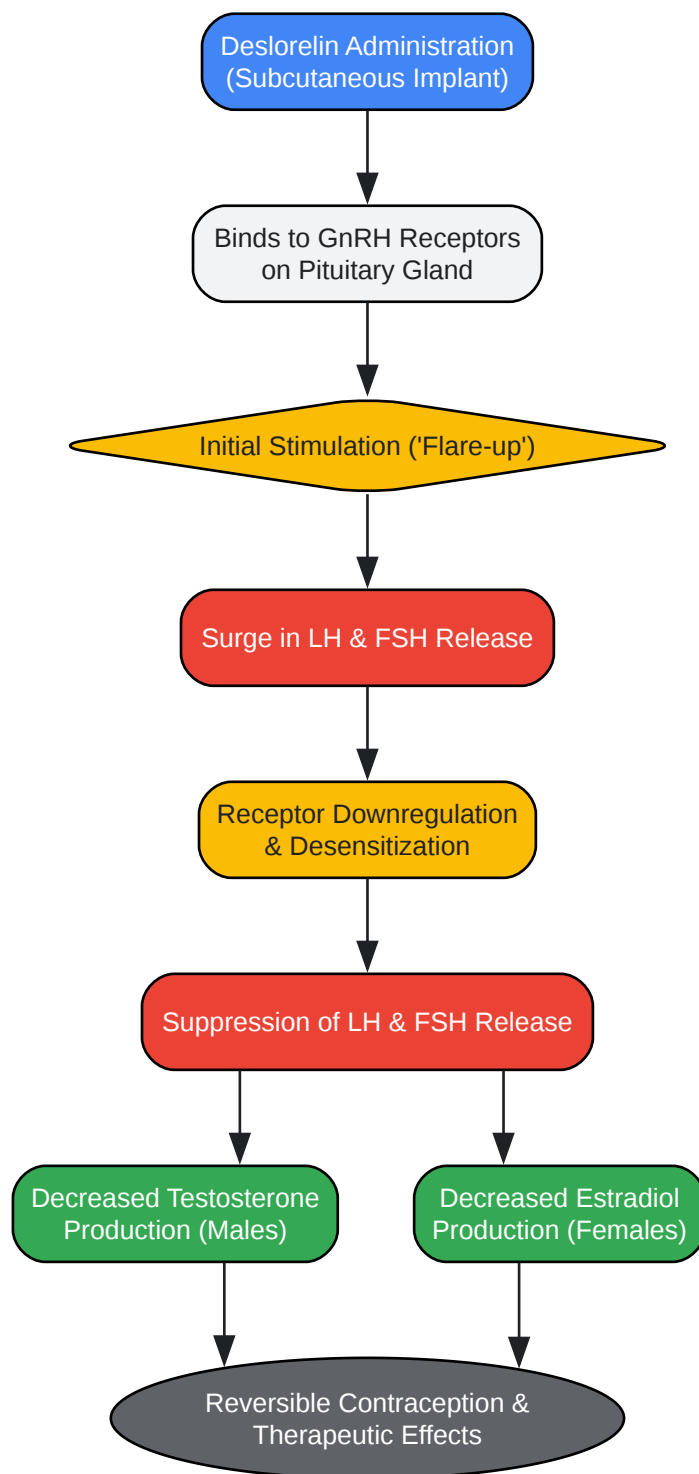 Deslorelin Administration
(Subcutaneous Implant)
Binds to GnRH Receptors
on Pituitary Gland
Initial Stimulation ('Flare-up')
Surge in LH & FSH Release
Receptor Downregulation
& Desensitization
Suppression of LH & FSH Release
Decreased Testosterone
Production (Males)
Decreased Estradiol
Production (Females)
Reversible Contraception &
Therapeutic Effects